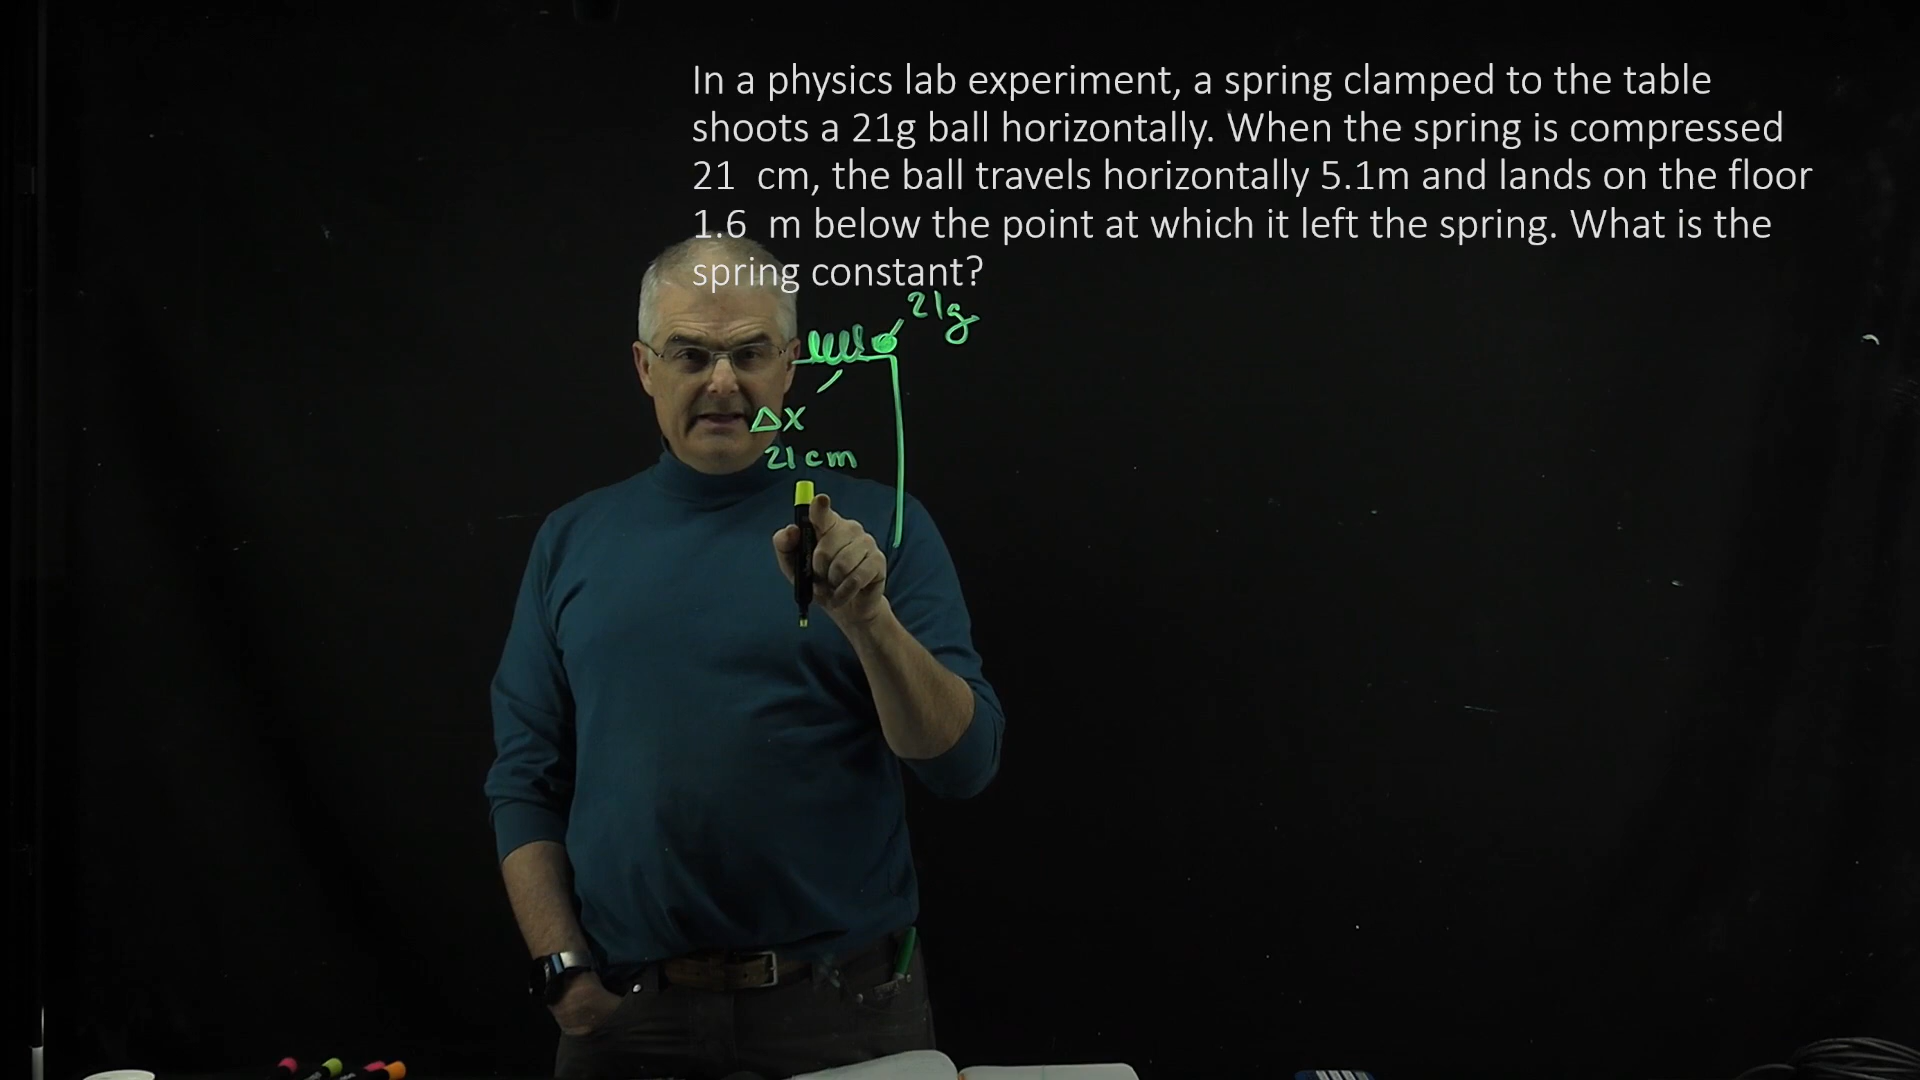 In a physics lab experiment, a spring clamped to the table
shoots a 21g ball horizontally. When the spring is compressed
21  cm, the ball travels horizontally 5.1m and lands on the floor
1.6  m below the point at which it left the spring. What is the
spring constant?
21g
Δx
21cm